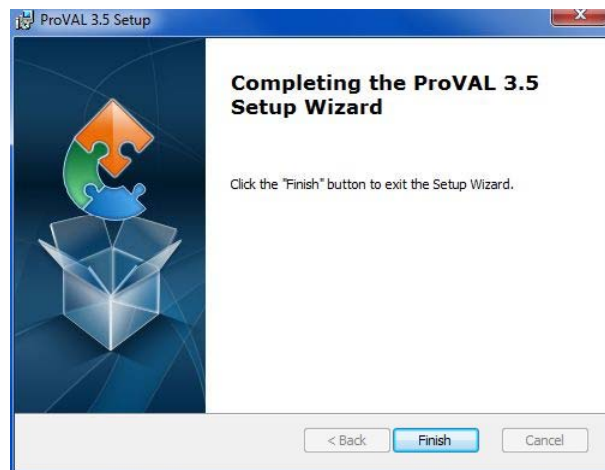 ProVAL 3.5 Setup
Completing the ProVAL 3.5
Setup Wizard
Click the "Finish" button to exit the Setup Wizard.
< Back Finish Cancel